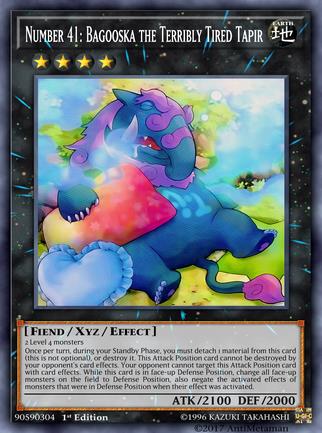 Number 41: Bagooska the Terribly Tired Tapir
EARTH
地
[Fiend / Xyz / Effect]
2 Level 4 monsters
Once per turn, during your Standby Phase, you must detach 1 material from this card
(this is not optional), or destroy it. This Attack Position card cannot be destroyed by
your opponent's card effects. Your opponent cannot target this Attack Position card
with card effects. While this card is in face-up Defense Position, change all face-up
monsters on the field to Defense Position, also negate the activated effects of
monsters that were in Defense Position when their effect was activated.
ATK/2100 DEF/2000
90590304 1st Edition ©1996 KAZUKI TAKAHASHI
©2017 AntiMetaman